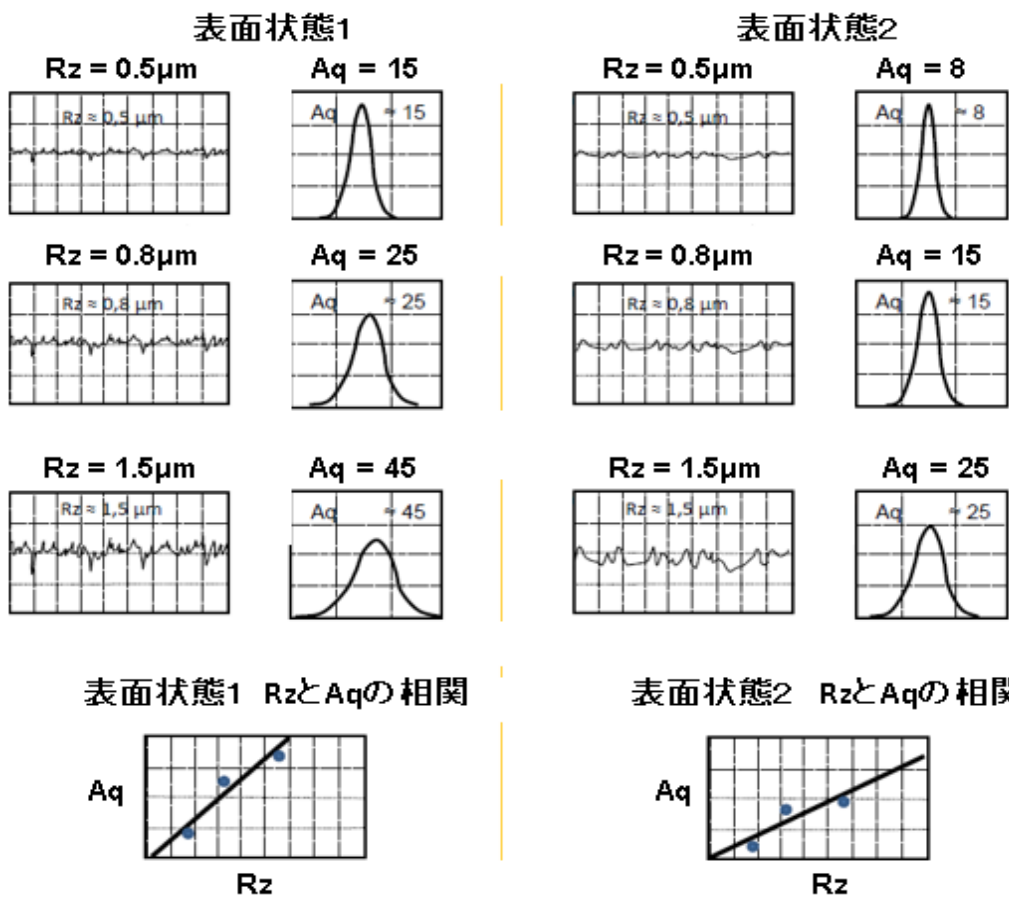 表面状態1
Rz = 0.5μm Aq = 15
Rz ≈ 0,5 μm Aq ≈ 15
Rz = 0.8μm Aq = 25
Rz ≈ 0,8 μm Aq ≈ 25
Rz = 1.5μm Aq = 45
Rz ≈ 1,5 μm Aq ≈ 45
表面状態1 RzとAqの相関
Aq
Rz
表面状態2
Rz = 0.5μm Aq = 8
Rz ≈ 0,5 μm Aq ≈ 8
Rz = 0.8μm Aq = 15
Rz ≈ 0,8 μm Aq ≈ 15
Rz = 1.5μm Aq = 25
Rz ≈ 1,5 μm Aq ≈ 25
表面状態2 RzとAqの相関
Aq
Rz